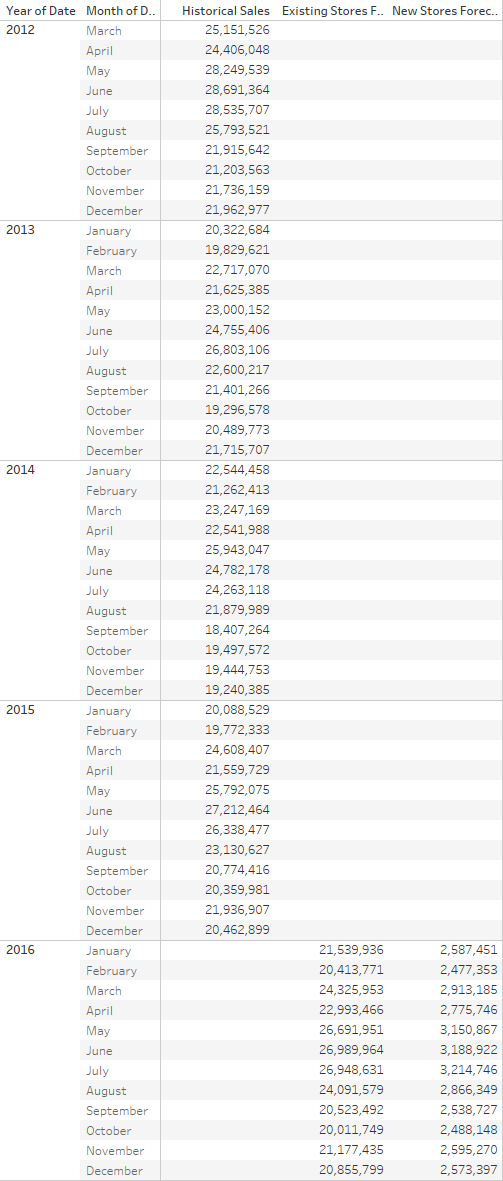 Year of Date Month of D.. Historical Sales Existing Stores F.. New Stores Forec..
2012 March 25,151,526
April 24,406,048
May 28,249,539
June 28,691,364
July 28,535,707
August 25,793,521
September 21,915,642
October 21,203,563
November 21,736,159
December 21,962,977
2013 January 20,322,684
February 19,829,621
March 22,717,070
April 21,625,385
May 23,000,152
June 24,755,406
July 26,803,106
August 22,600,217
September 21,401,266
October 19,296,578
November 20,489,773
December 21,715,707
2014 January 22,544,458
February 21,262,413
March 23,247,169
April 22,541,988
May 25,943,047
June 24,782,178
July 24,263,118
August 21,879,989
September 18,407,264
October 19,497,572
November 19,444,753
December 19,240,385
2015 January 20,088,529
February 19,772,333
March 24,608,407
April 21,559,729
May 25,792,075
June 27,212,464
July 26,338,477
August 23,130,627
September 20,774,416
October 20,359,981
November 21,936,907
December 20,462,899
2016 January 21,539,936 2,587,451
February 20,413,771 2,477,353
March 24,325,953 2,913,185
April 22,993,466 2,775,746
May 26,691,951 3,150,867
June 26,989,964 3,188,922
July 26,948,631 3,214,746
August 24,091,579 2,866,349
September 20,523,492 2,538,727
October 20,011,749 2,488,148
November 21,177,435 2,595,270
December 20,855,799 2,573,397